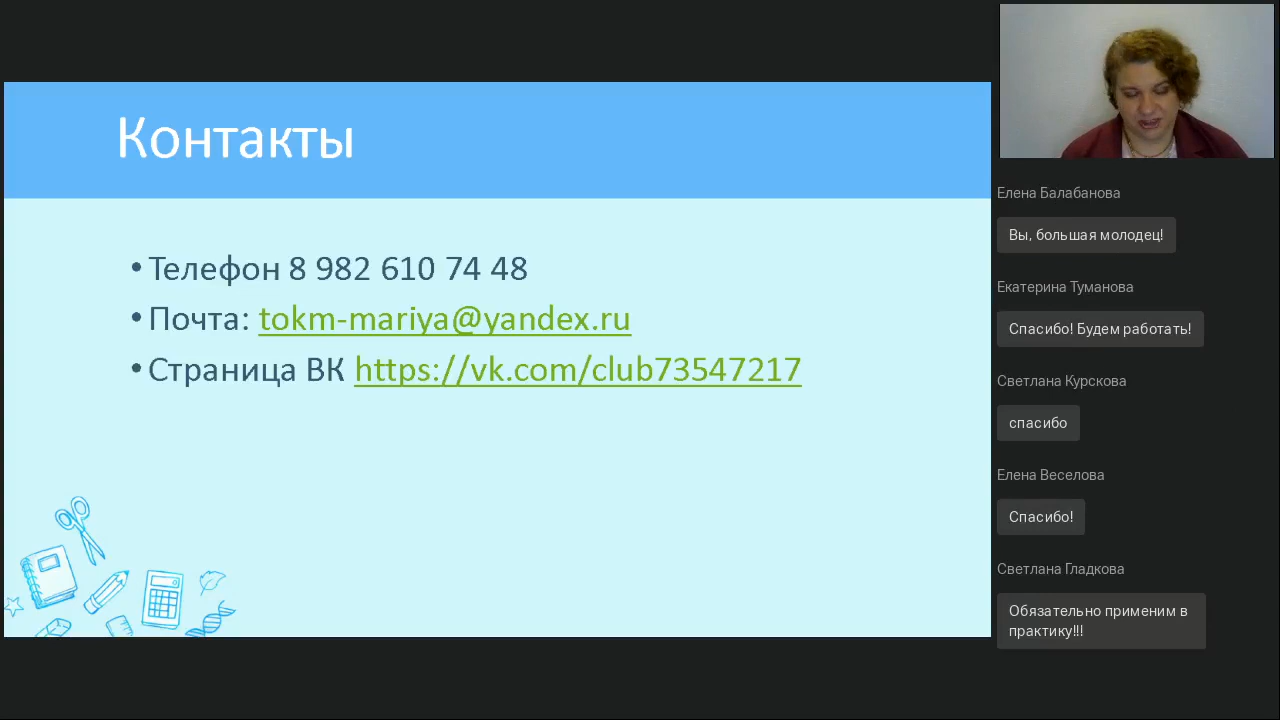 Контакты
• Телефон 8 982 610 74 48
• Почта: tokm-mariya@yandex.ru
• Страница ВК https://vk.com/club73547217
Елена Балабанова
Вы, большая молодец!
Екатерина Туманова
Спасибо! Будем работать!
Светлана Курскова
спасибо
Елена Веселова
Спасибо!
Светлана Гладкова
Обязательно применим в
практику!!!